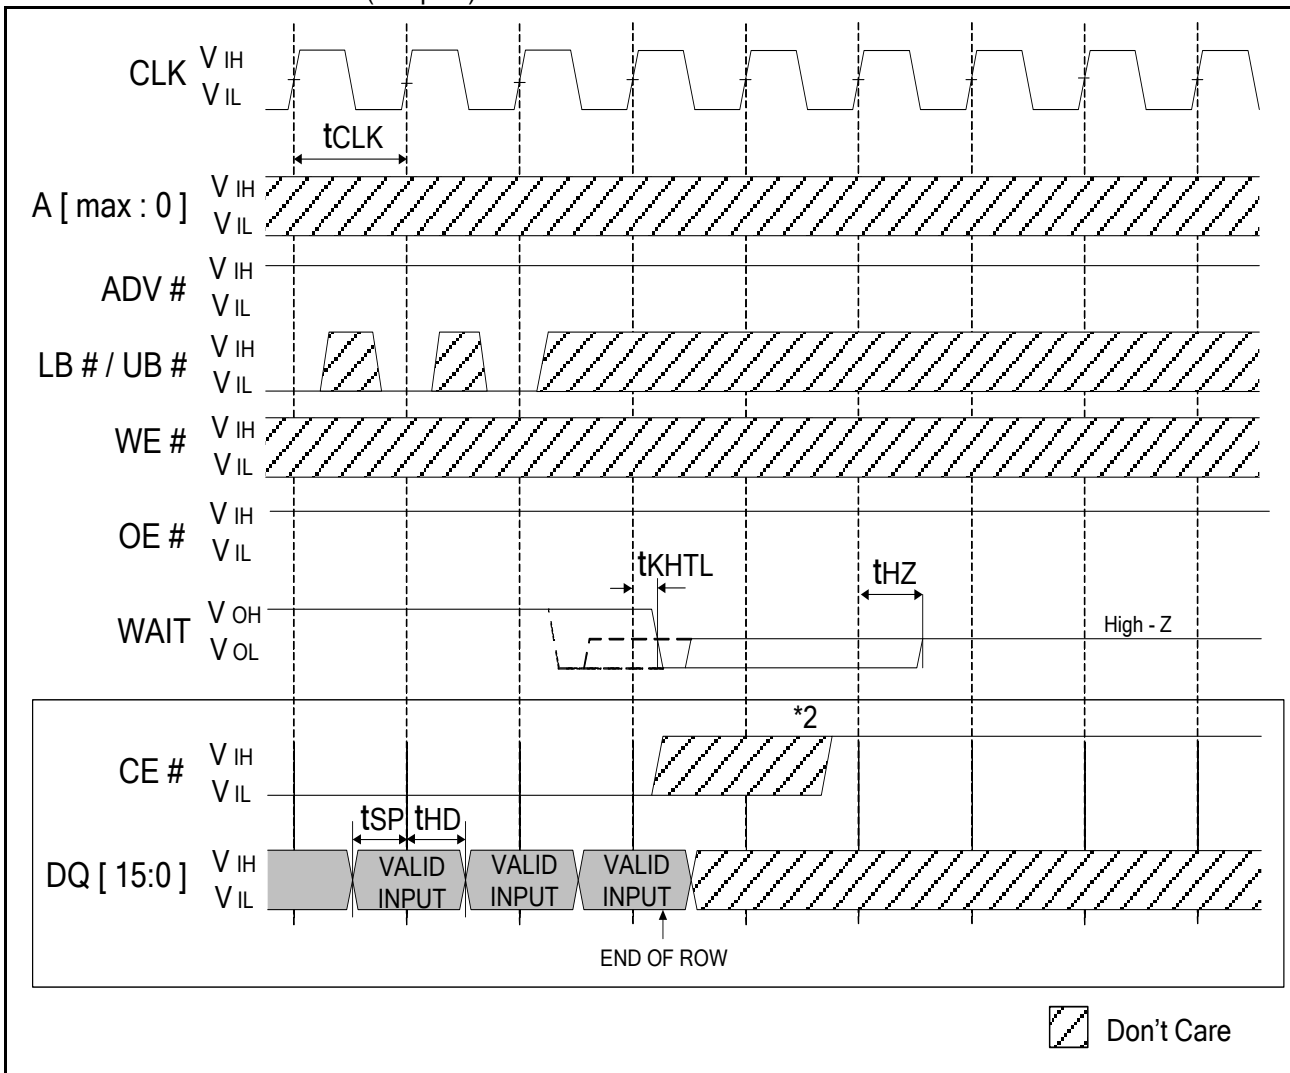 CLK V IH
V IL
tCLK
A [ max : 0 ] V IH
V IL
ADV # V IH
V IL
LB # / UB # V IH
V IL
WE # V IH
V IL
OE # V IH
V IL
tKHTL
tHZ
WAIT V OH
V OL
High - Z
*2
CE # V IH
V IL
tSP tHD
DQ [ 15:0 ] V IH
V IL
VALID INPUT
VALID INPUT
VALID INPUT
END OF ROW
Don't Care